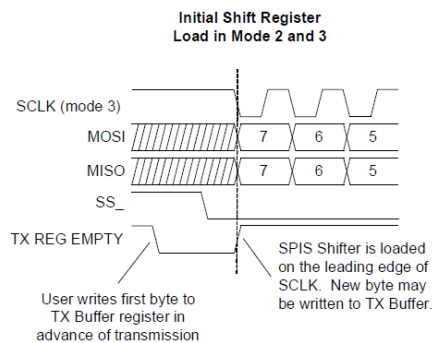 Initial Shift Register
Load in Mode 2 and 3
SCLK (mode 3)
MOSI 7 6 5
MISO 7 6 5
SS_
TX REG EMPTY
User writes first byte to
TX Buffer register in
advance of transmission
SPIS Shifter is loaded
on the leading edge of
SCLK. New byte may
be written to TX Buffer.